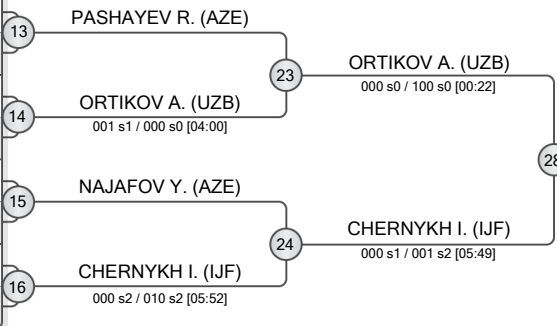 PASHAYEV R. (AZE)
13
23
ORTIKOV A. (UZB)
000 s0 / 100 s0 [00:22]
ORTIKOV A. (UZB)
14
001 s1 / 000 s0 [04:00]
28
NAJAFOV Y. (AZE)
15
24
CHERNYKH I. (IJF)
000 s1 / 001 s2 [05:49]
CHERNYKH I. (IJF)
16
000 s2 / 010 s2 [05:52]